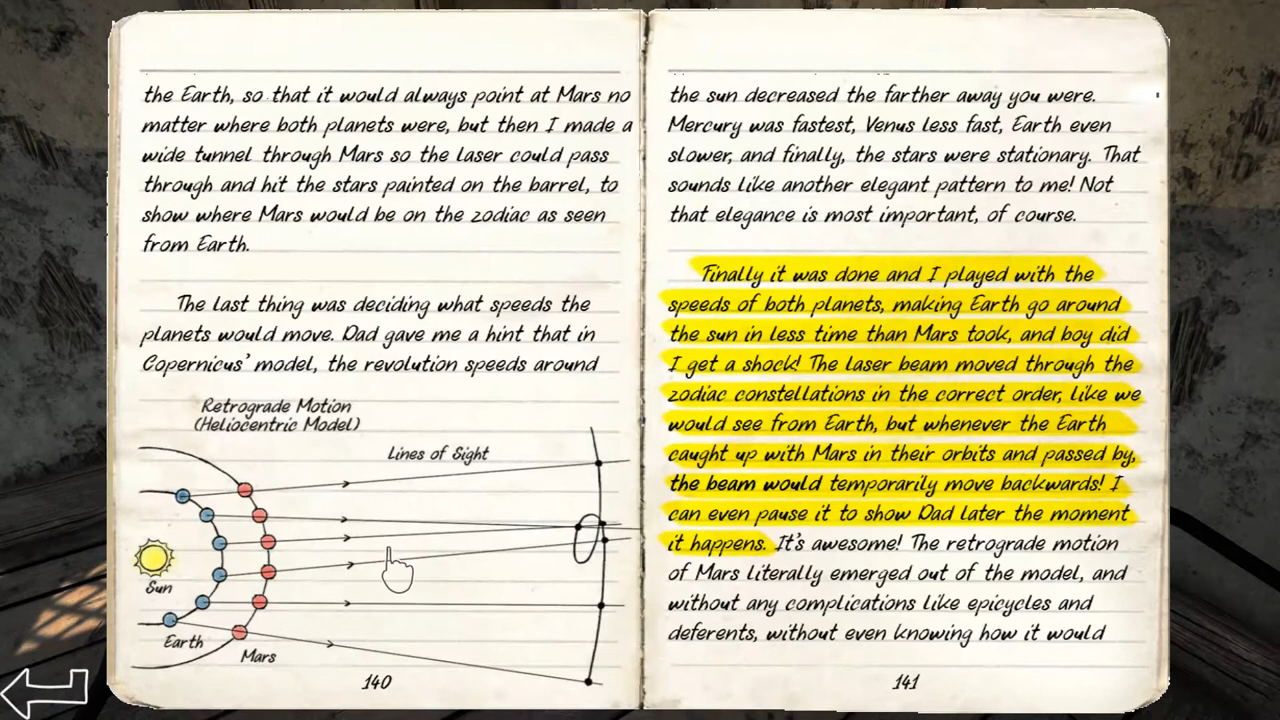 the Earth, so that it would always point at Mars no
matter where both planets were, but then I made a
wide tunnel through Mars so the laser could pass
through and hit the stars painted on the barrel, to
show where Mars would be on the zodiac as seen
from Earth.
The last thing was deciding what speeds the
planets would move. Dad gave me a hint that in
Copernicus' model, the revolution speeds around
Retrograde Motion
(Heliocentric Model)
Lines of Sight
Sun
Earth
Mars
140
the sun decreased the farther away you were.
Mercury was fastest, Venus less fast, Earth even
slower, and finally, the stars were stationary. That
sounds like another elegant pattern to me! Not
that elegance is most important, of course.
Finally it was done and I played with the
speeds of both planets, making Earth go around
the sun in less time than Mars took, and boy did
I get a shock! The laser beam moved through the
zodiac constellations in the correct order, like we
would see from Earth, but whenever the Earth
caught up with Mars in their orbits and passed by,
the beam would temporarily move backwards! I
can even pause it to show Dad later the moment
it happens. It's awesome! The retrograde motion
of Mars literally emerged out of the model, and
without any complications like epicycles and
deferents, without even knowing how it would
141